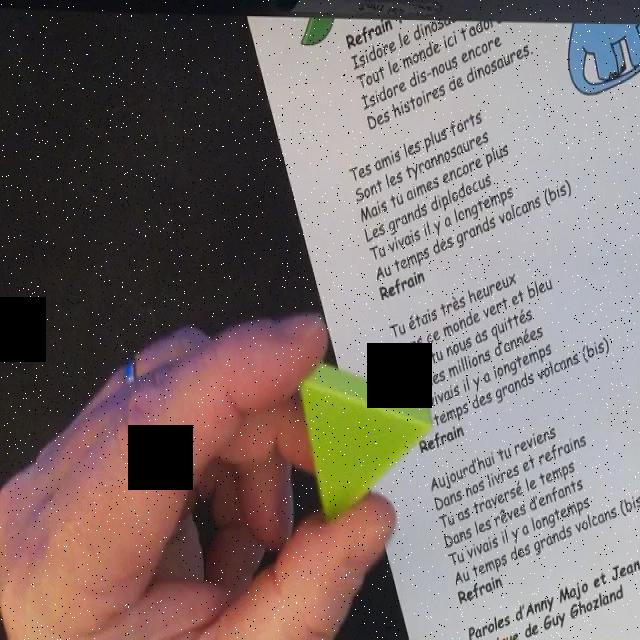 Refrain
Isidore le dinosaure
Tout le monde ici t'adore
Isidore dis-nous encore
Des histoires de dinosaures.
Tes amis les plus forts
Sont les tyrannosaures
Mais tu aimes encore plus
Les grands diplodocus
Tu vivais il y a longtemps
Au temps des grands volcans (bis)
Refrain
Tu étais très heureux
ce monde vert et bleu
tu nous as quittés
des millions d'années
vivais il y a longtemps
temps des grands volcans (bis)
Refrain
Aujourd'hui tu reviens
Dans nos livres et refrains
Tu as traversé le temps
Dans les rêves d'enfants
Tu vivais il y a longtemps
Au temps des grands volcans (bis
Refrain
Paroles d'Anny Majo et Jean
de Guy Ghozland